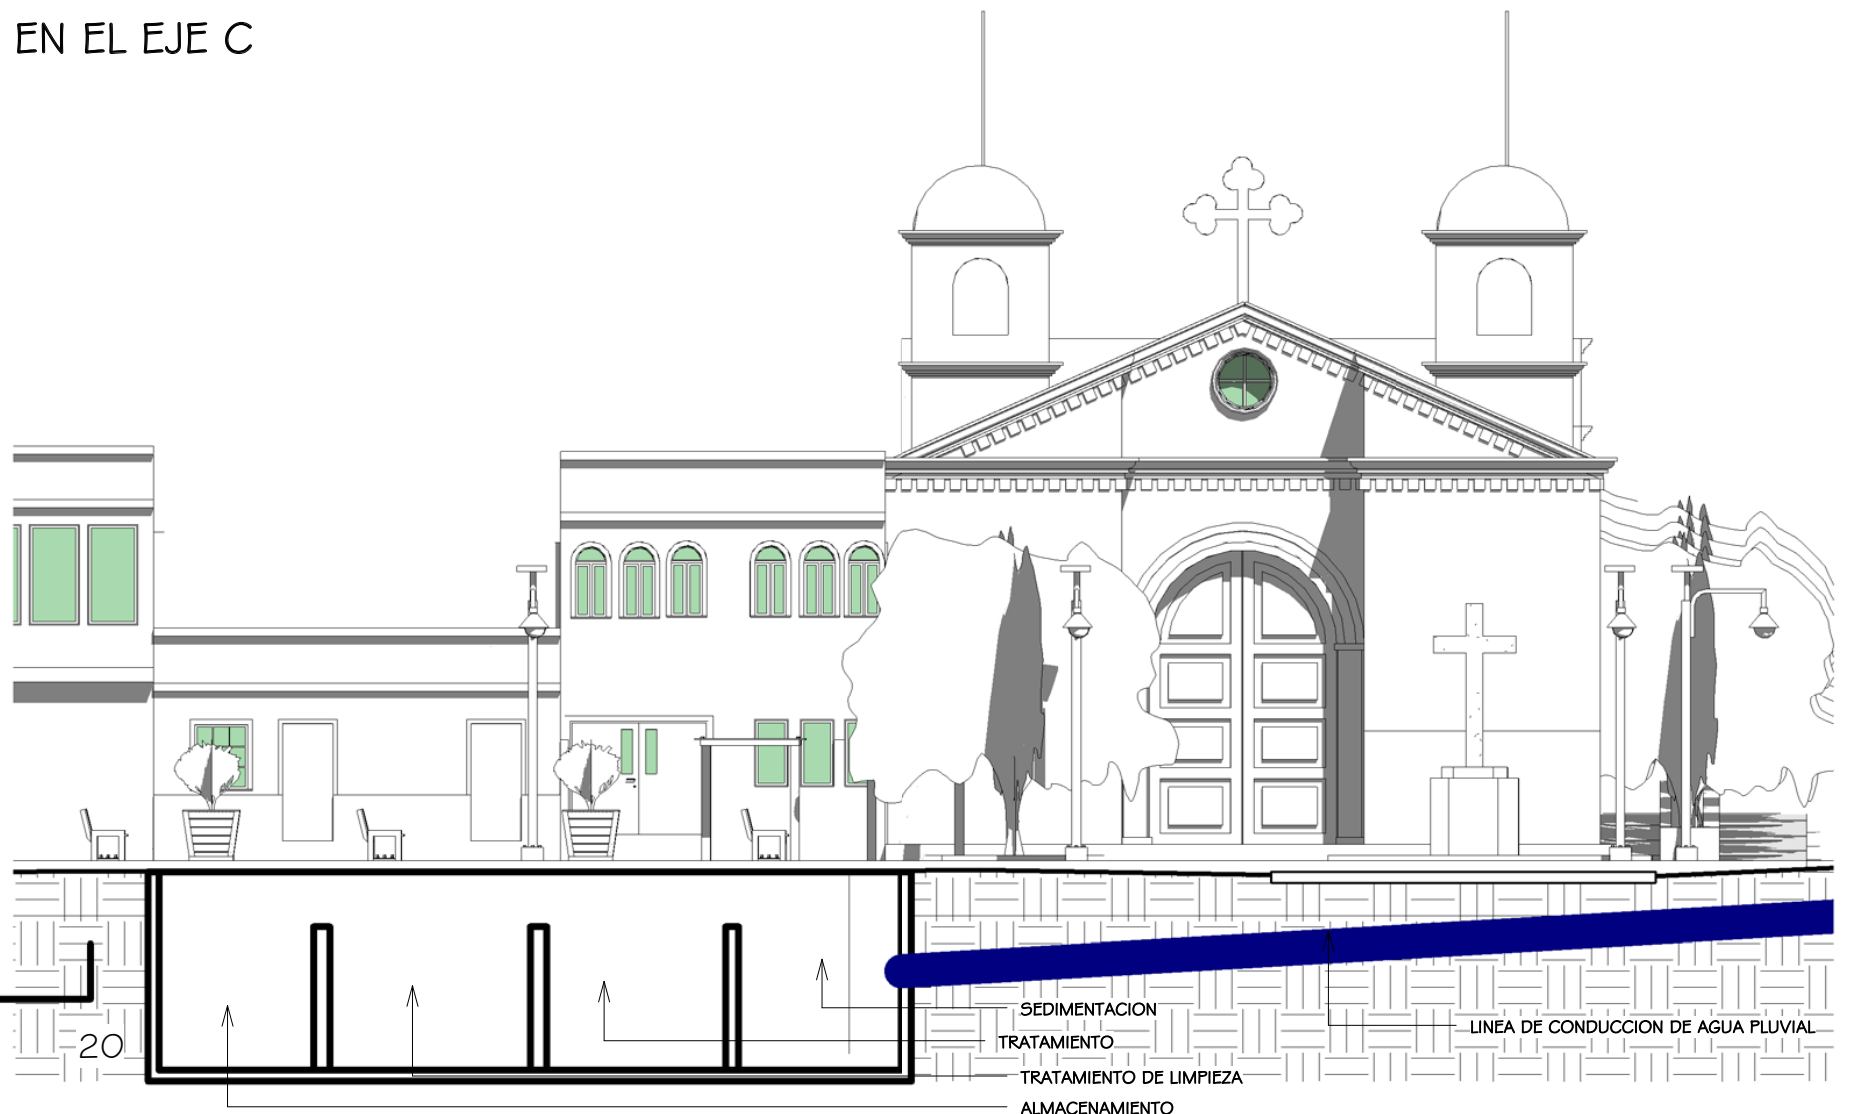 EN EL EJE C
SEDIMENTACION
LINEA DE CONDUCCION DE AGUA PLUVIAL
TRATAMIENTO
20
TRATAMIENTO DE LIMPIEZA
ALMACENAMIENTO